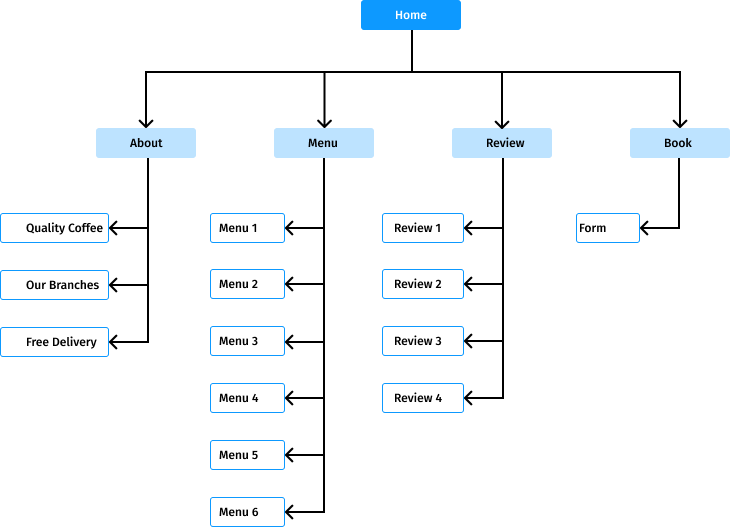 Home
About
Menu
Review
Book
Quality Coffee
Menu 1
Review 1
Form
Our Branches
Menu 2
Review 2
Free Delivery
Menu 3
Review 3
Menu 4
Review 4
Menu 5
Menu 6